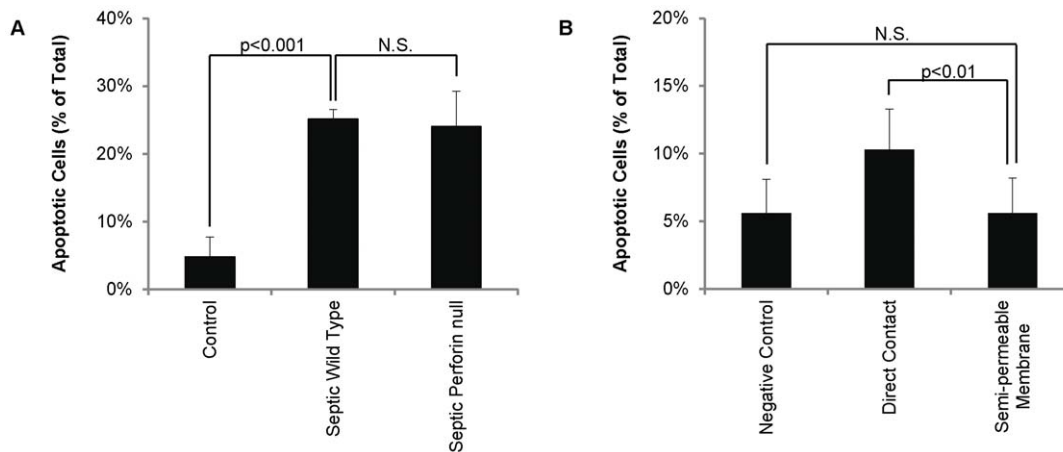 A
Apoptotic Cells (% of Total)
40%
30%
20%
10%
0%
p<0.001
N.S.
Control
Septic Wild Type
Septic Perforin null
B
Apoptotic Cells (% of Total)
20%
15%
10%
5%
0%
N.S.
p<0.01
Negative Control
Direct Contact
Semi-permeable
Membrane